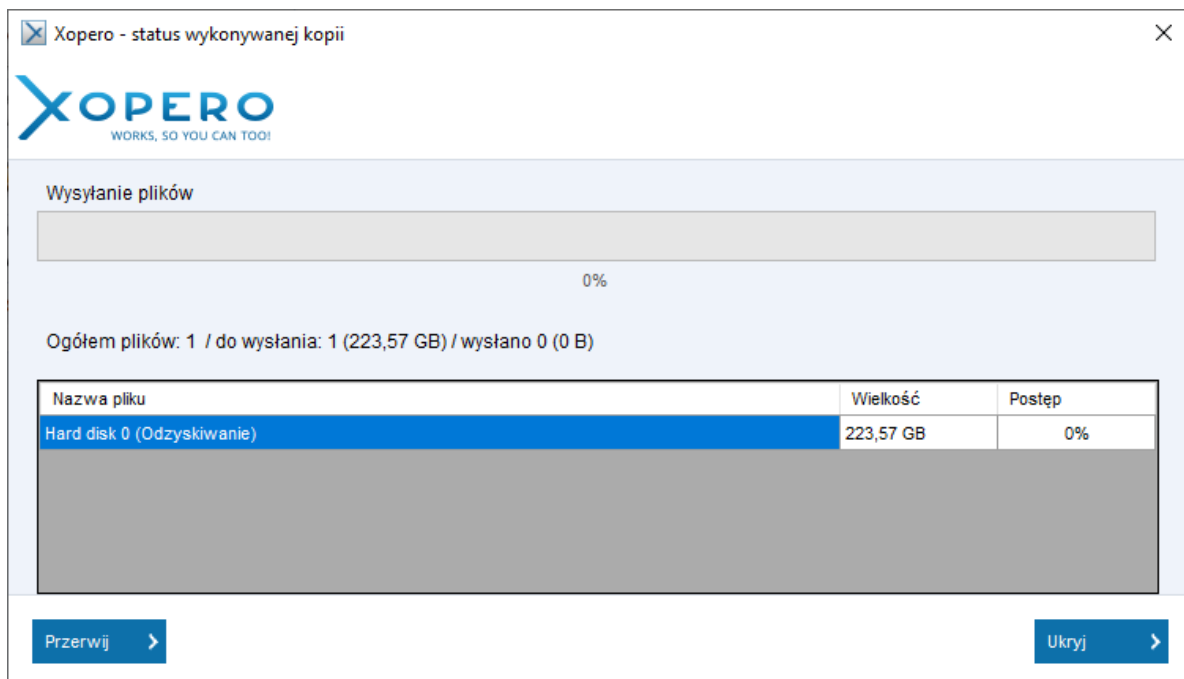 Xopero - status wykonywanej kopii
XOPERO
WORKS, SO YOU CAN TOO!
Wysyłanie plików
0%
Ogółem plików: 1 / do wysłania: 1 (223,57 GB) / wysłano 0 (0 B)
Nazwa pliku Wielkość Postęp
Hard disk 0 (Odzyskiwanie) 223,57 GB 0%
Przerwij Ukryj